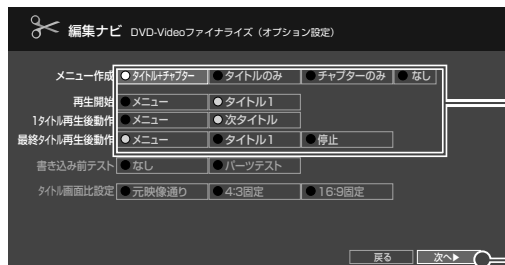 編集ナビ DVD-Videoファイナライズ（オプション設定）
メニュー作成 タイトル+チャプター タイトルのみ チャプターのみ なし
再生開始 メニュー タイトル1
1タイトル再生後動作 メニュー 次タイトル
最終タイトル再生後動作 メニュー タイトル1 停止
書き込み前テスト なし パーツテスト
タイトル画面比設定 元映像通り 4:3固定 16:9固定
戻る 次へ▶